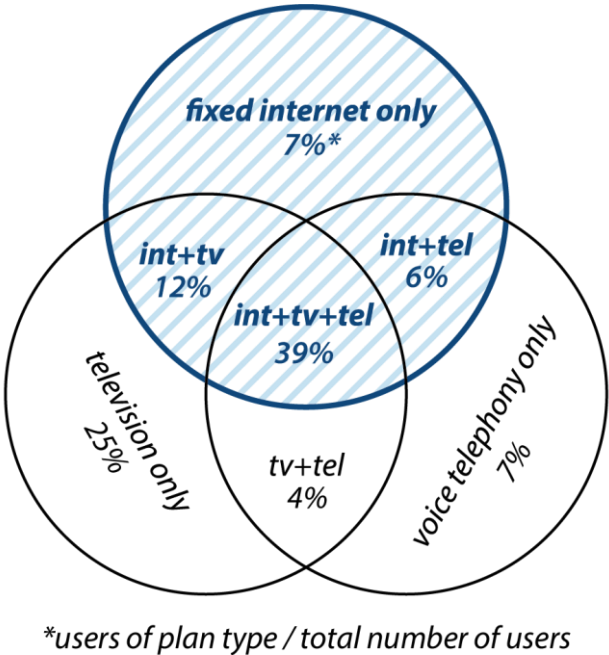 fixed internet only
7%*
int+tv
12%
int+tel
6%
int+tv+tel
39%
television only
25%
voice telephony only
7%
tv+tel
4%
*users of plan type / total number of users